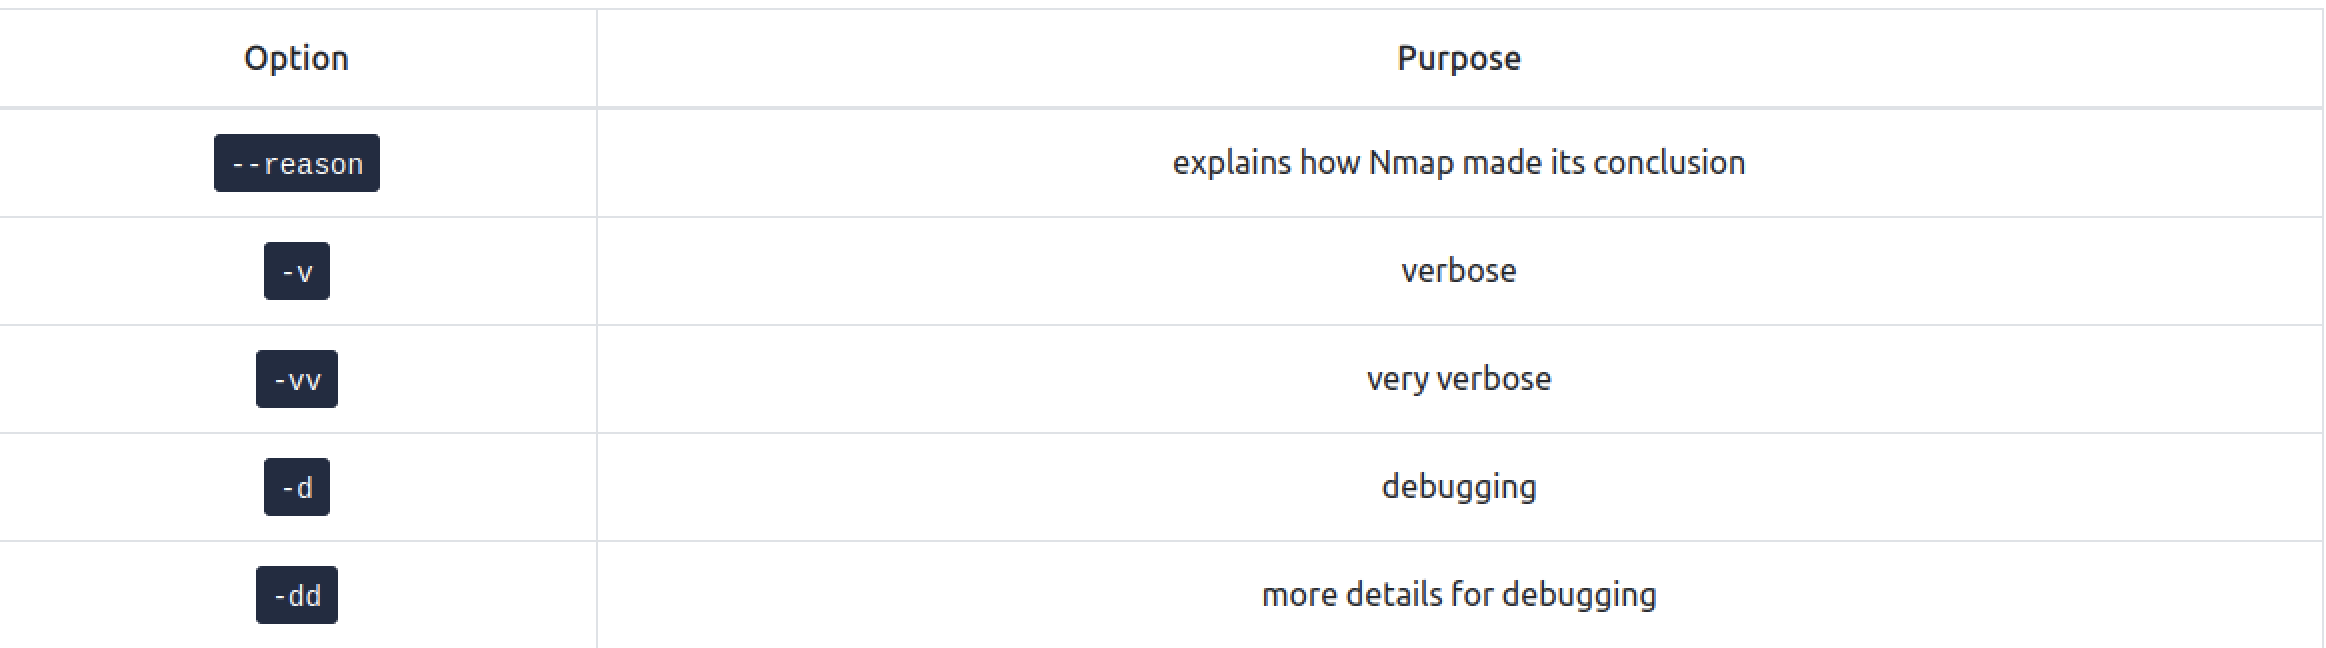 Option Purpose
--reason explains how Nmap made its conclusion
-v verbose
-vv very verbose
-d debugging
-dd more details for debugging